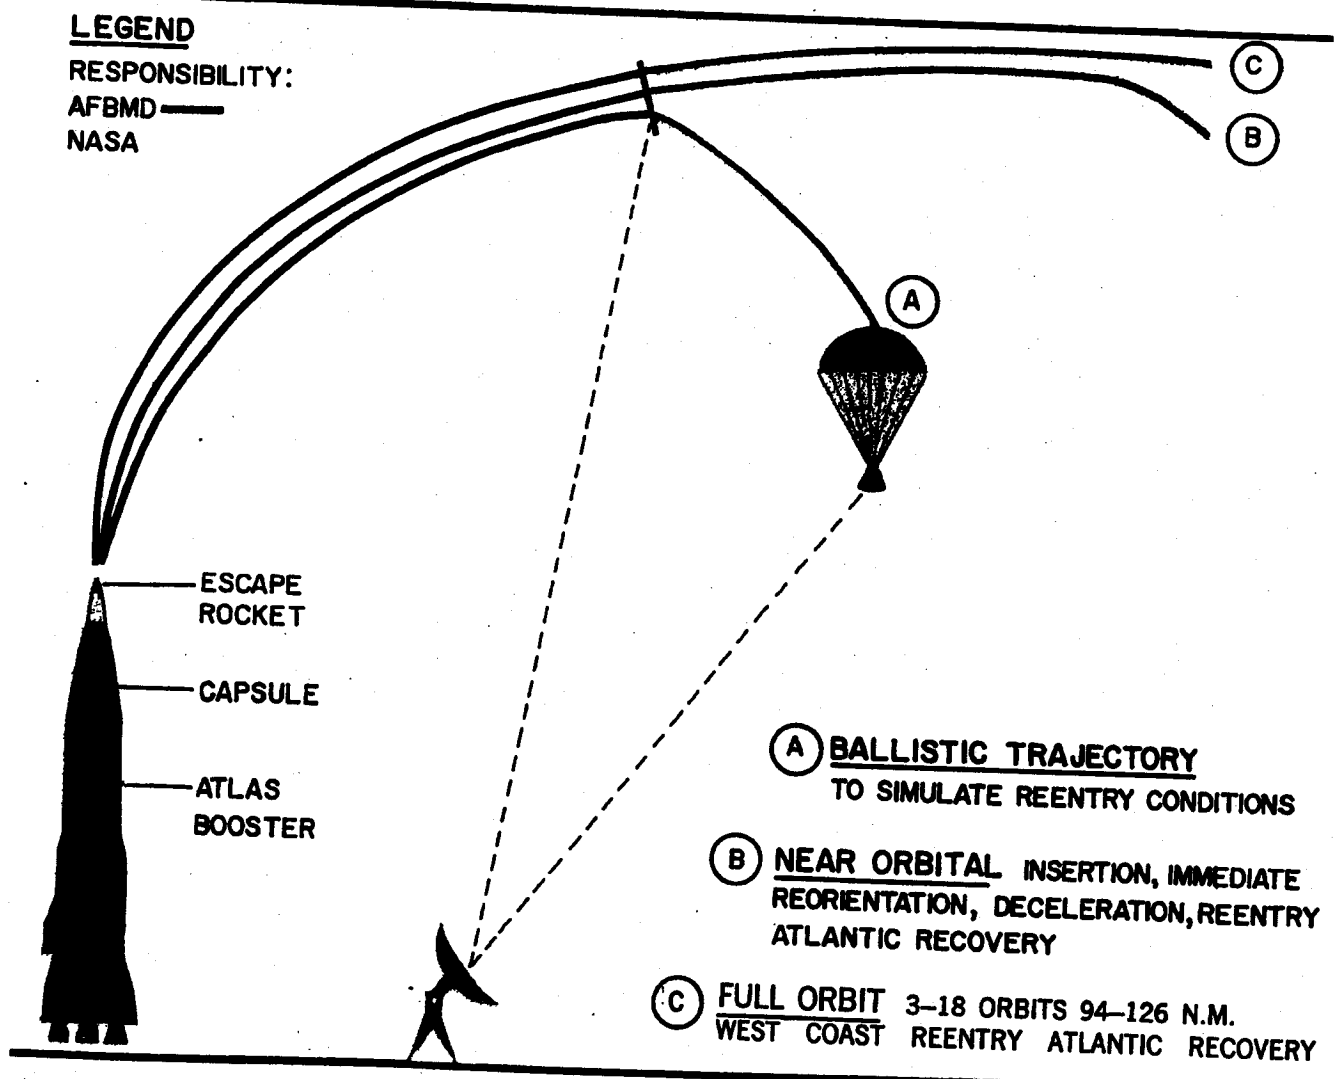 LEGEND
RESPONSIBILITY:
AFBMD
NASA
C
B
A
ESCAPE
ROCKET
CAPSULE
ATLAS
BOOSTER
A BALLISTIC TRAJECTORY
TO SIMULATE REENTRY CONDITIONS
B NEAR ORBITAL INSERTION, IMMEDIATE
REORIENTATION, DECELERATION, REENTRY
ATLANTIC RECOVERY
C FULL ORBIT 3–18 ORBITS 94–126 N.M.
WEST COAST REENTRY ATLANTIC RECOVERY